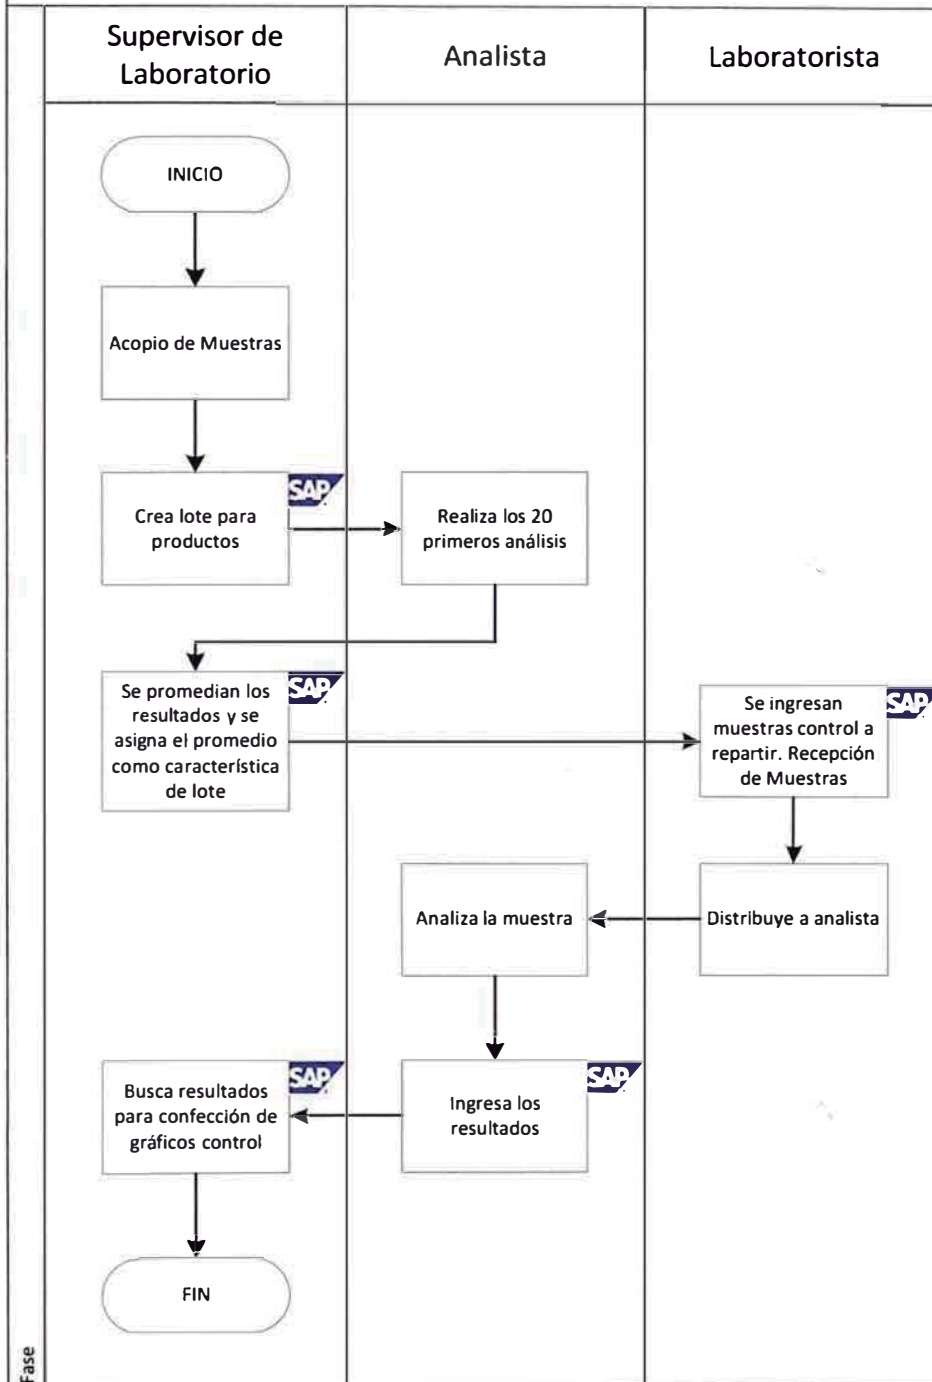 Supervisor de
Laboratorio
Analista
Laboratorista
INICIO
Acopio de Muestras
SAP
Crea lote para
productos
Realiza los 20
primeros análisis
SAP
Se promedian los
resultados y se
asigna el promedio
como característica
de lote
SAP
Se ingresan
muestras control a
repartir. Recepción
de Muestras
Analiza la muestra
Distribuye a analista
SAP
Busca resultados
para confección de
gráficos control
SAP
Ingresa los
resultados
FIN
Fase